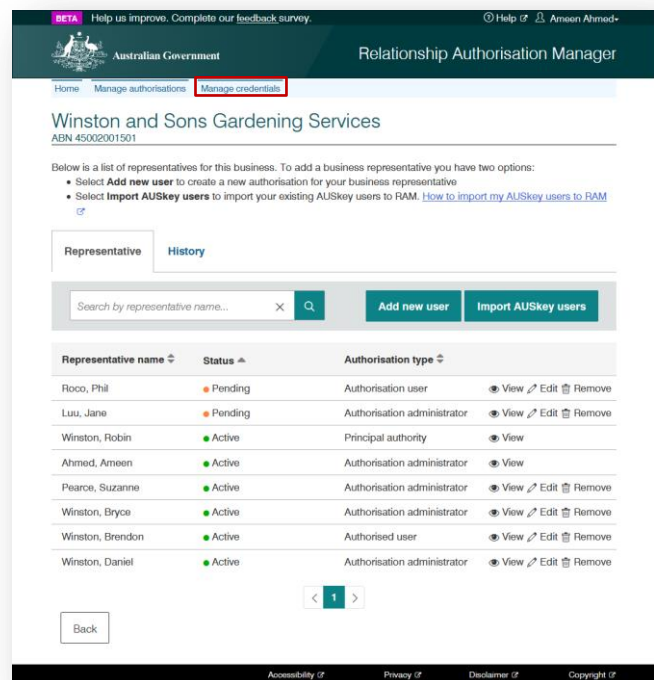 BETA Help us improve. Complete our feedback survey. Help Ameen Ahmed
Australian Government Relationship Authorisation Manager
Home Manage authorisations Manage credentials
Winston and Sons Gardening Services
ABN 45002001501
Below is a list of representatives for this business. To add a business representative you have two options:
• Select Add new user to create a new authorisation for your business representative
• Select Import AUSkey users to import your existing AUSkey users to RAM. How to import my AUSkey users to RAM
Representative History
Search by representative name... Add new user Import AUSkey users
Representative name Status Authorisation type
Roco, Phil Pending Authorisation user View Edit Remove
Luu, Jane Pending Authorisation administrator View Edit Remove
Winston, Robin Active Principal authority View
Ahmed, Ameen Active Authorisation administrator View
Pearce, Suzanne Active Authorisation administrator View Edit Remove
Winston, Bryce Active Authorisation administrator View Edit Remove
Winston, Brendon Active Authorised user View Edit Remove
Winston, Daniel Active Authorisation administrator View Edit Remove
< 1 >
Back
Accessibility Privacy Disclaimer Copyright